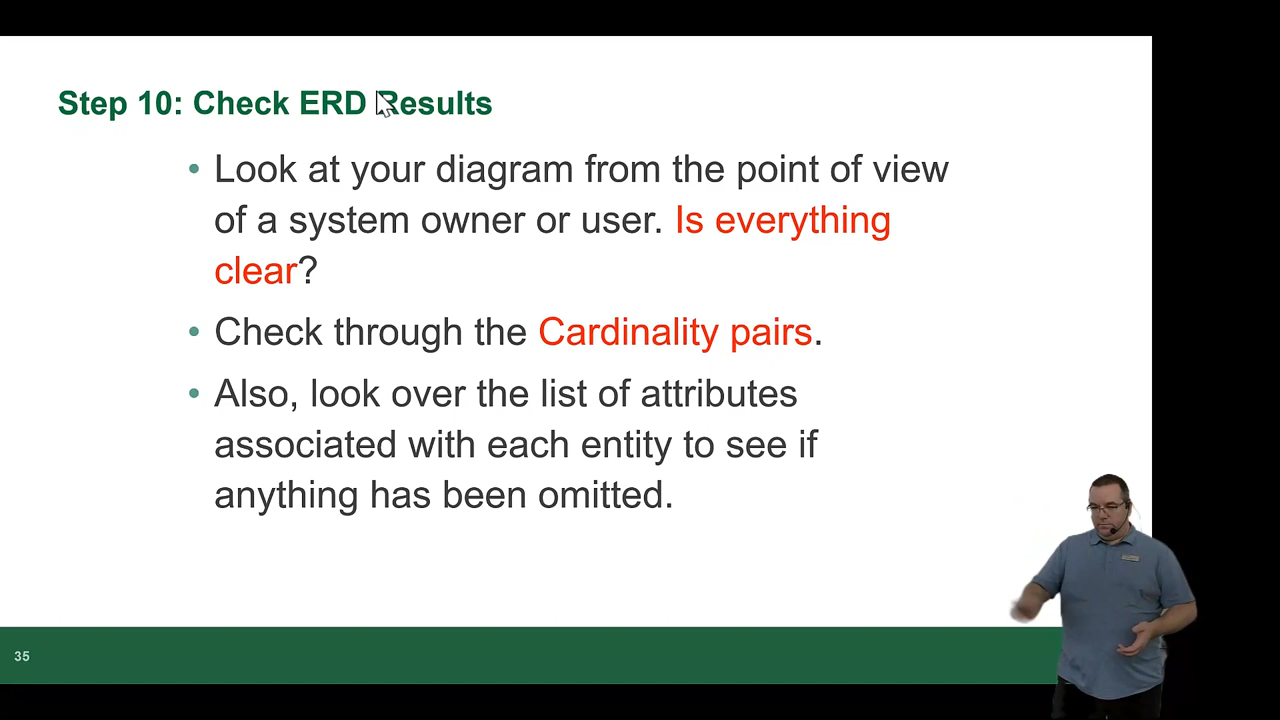 Step 10: Check ERD Results
• Look at your diagram from the point of view
of a system owner or user. Is everything
clear?
• Check through the Cardinality pairs.
• Also, look over the list of attributes
associated with each entity to see if
anything has been omitted.
35